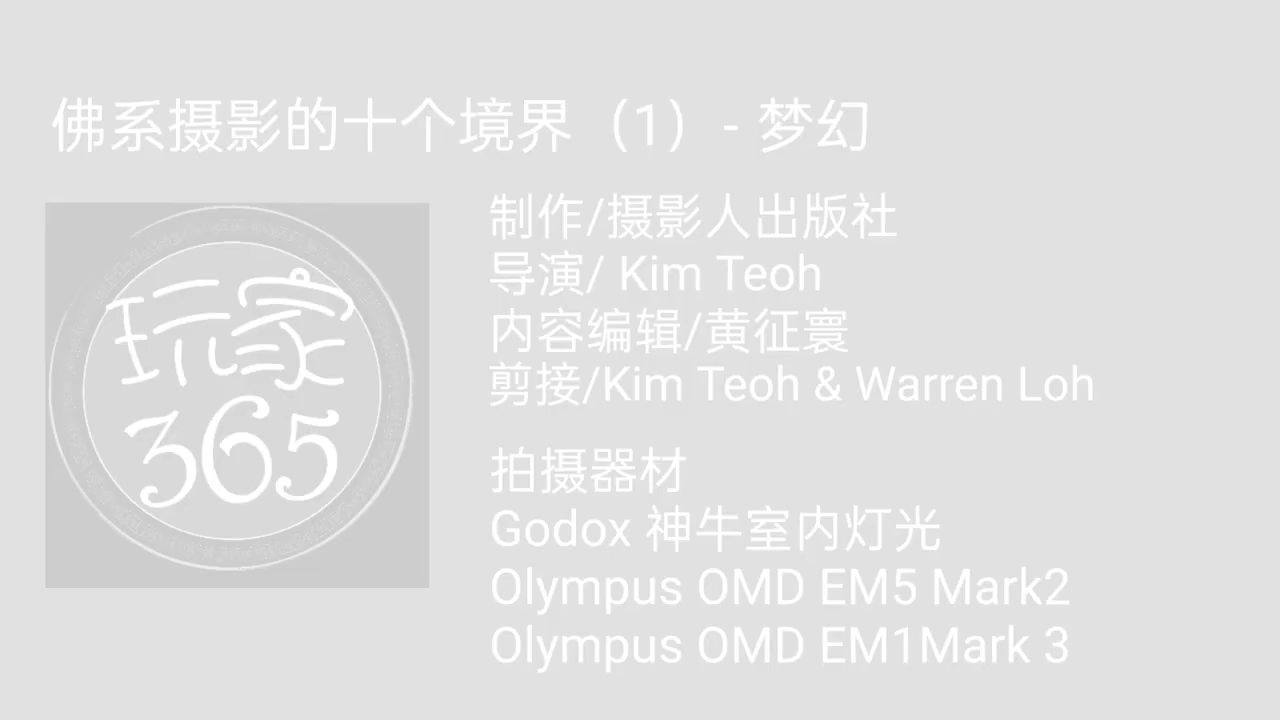 佛系摄影的十个境界（1）- 梦幻
玩家
365
制作/摄影人出版社
导演/ Kim Teoh
内容编辑/黄征寰
剪接/Kim Teoh & Warren Loh
拍摄器材
Godox 神牛室内灯光
Olympus OMD EM5 Mark2
Olympus OMD EM1Mark 3